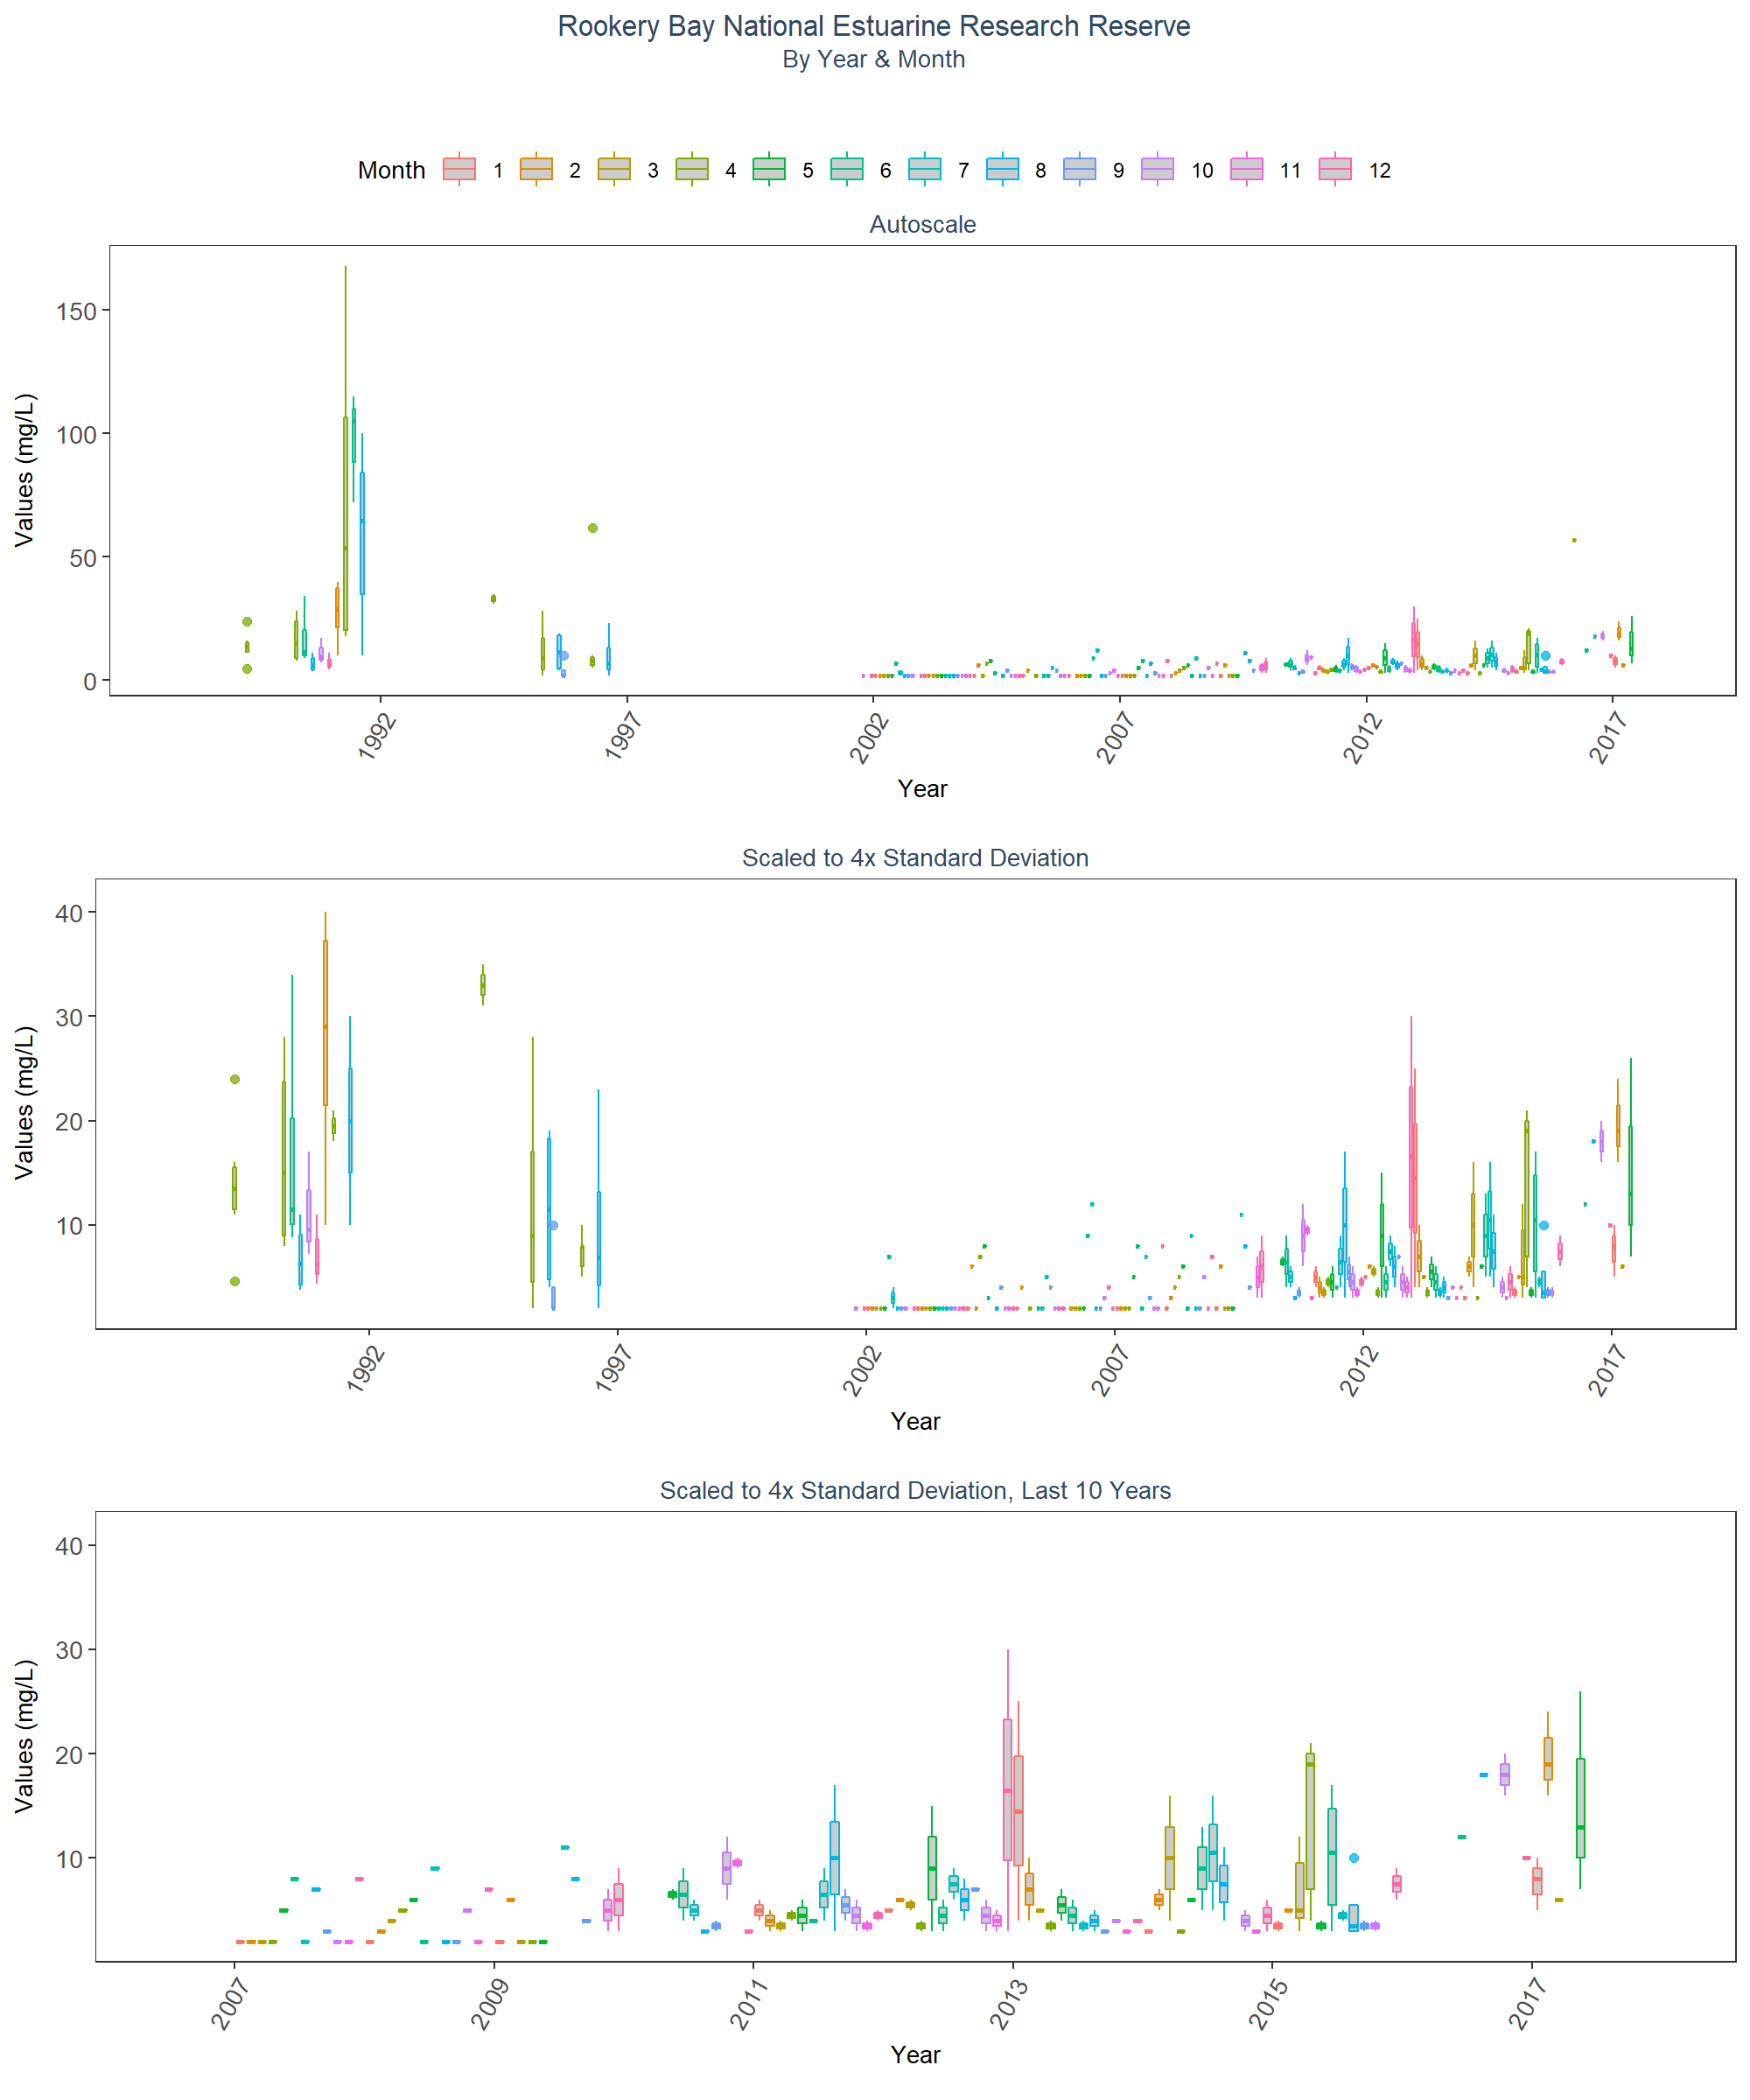 Rookery Bay National Estuarine Research Reserve
By Year & Month
Month 1 2 3 4 5 6 7 8 9 10 11 12
Autoscale
Values (mg/L)
150
100
50
0
1992 1997 2002 2007 2012 2017
Year
Scaled to 4x Standard Deviation
Values (mg/L)
40
30
20
10
1992 1997 2002 2007 2012 2017
Year
Scaled to 4x Standard Deviation, Last 10 Years
Values (mg/L)
40
30
20
10
2007 2009 2011 2013 2015 2017
Year